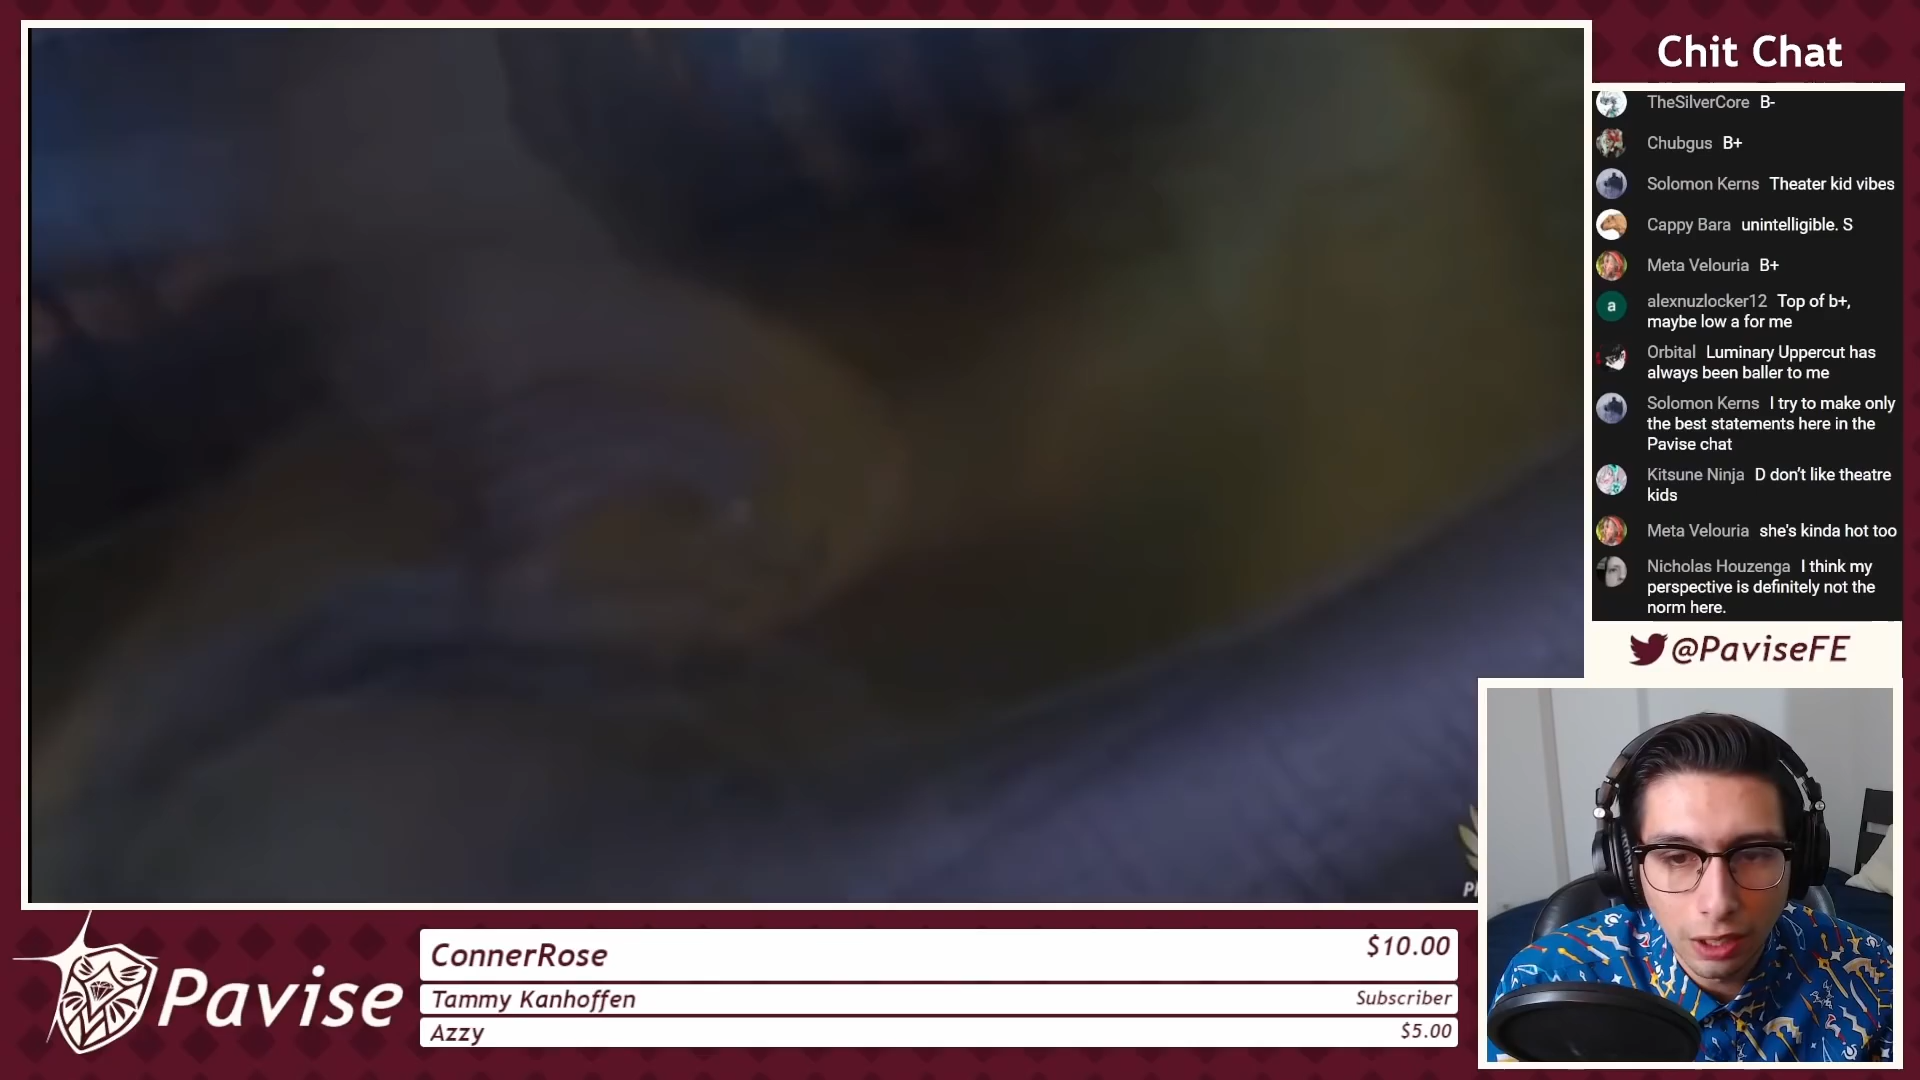 Chit Chat
TheSilverCore B-
Chubgus B+
Solomon Kerns Theater kid vibes
Cappy Bara unintelligible. S
Meta Velouria B+
a alexnuzlocker12 Top of b+,
maybe low a for me
Orbital Luminary Uppercut has
always been baller to me
Solomon Kerns I try to make only
the best statements here in the
Pavise chat
Kitsune Ninja D don’t like theatre
kids
Meta Velouria she's kinda hot too
Nicholas Houzenga I think my
perspective is definitely not the
norm here.
@PaviseFE
Pavise
ConnerRose $10.00
Tammy Kanhoffen Subscriber
Azzy $5.00